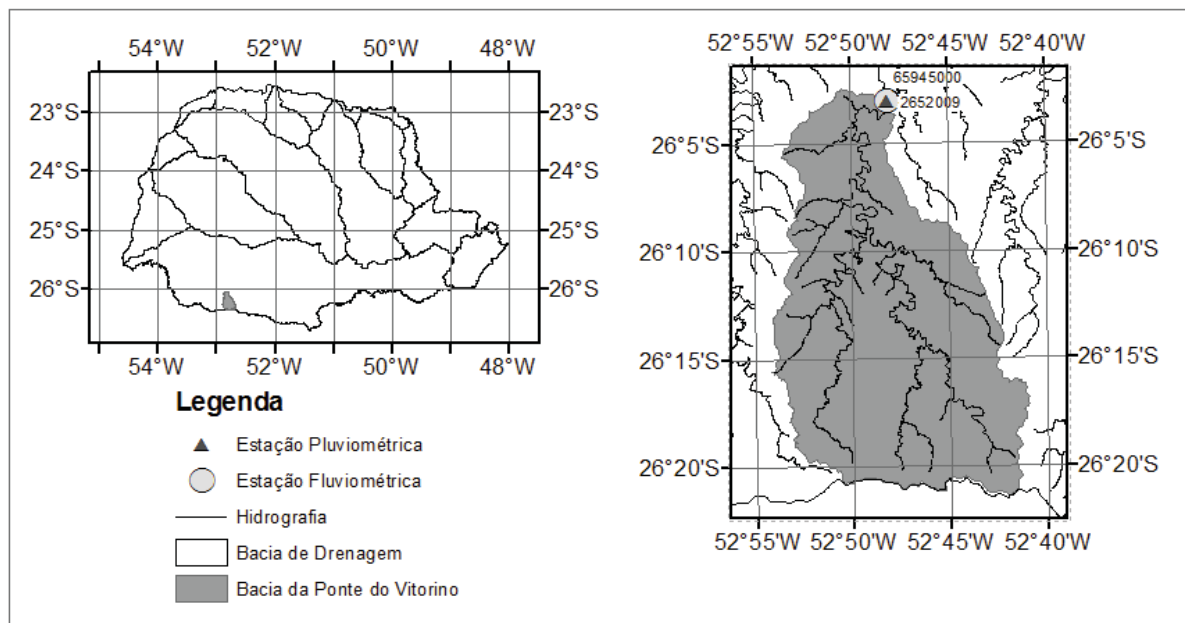 54°W 52°W 50°W 48°W
23°S 23°S
24°S 24°S
25°S 25°S
26°S 26°S
54°W 52°W 50°W 48°W
Legenda
Estação Pluviométrica
Estação Fluviométrica
Hidrografia
Bacia de Drenagem
Bacia da Ponte do Vitorino
52°55'W 52°50'W 52°45'W 52°40'W
65945000
2652009
26°5'S 26°5'S
26°10'S 26°10'S
26°15'S 26°15'S
26°20'S 26°20'S
52°55'W 52°50'W 52°45'W 52°40'W